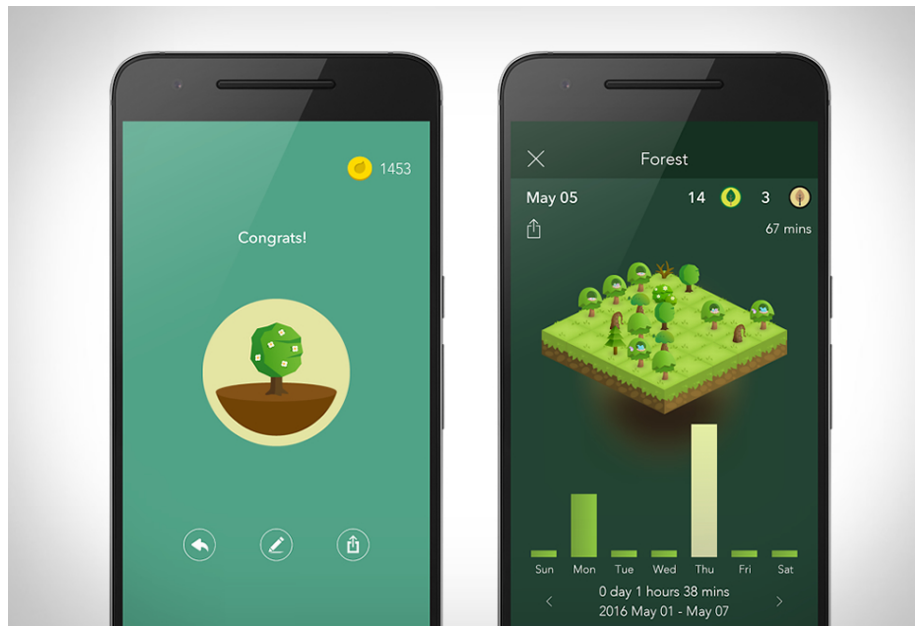 1453
Congrats!
Forest
May 05 14 3
67 mins
Sun Mon Tue Wed Thu Fri Sat
0 day 1 hours 38 mins
2016 May 01 - May 07